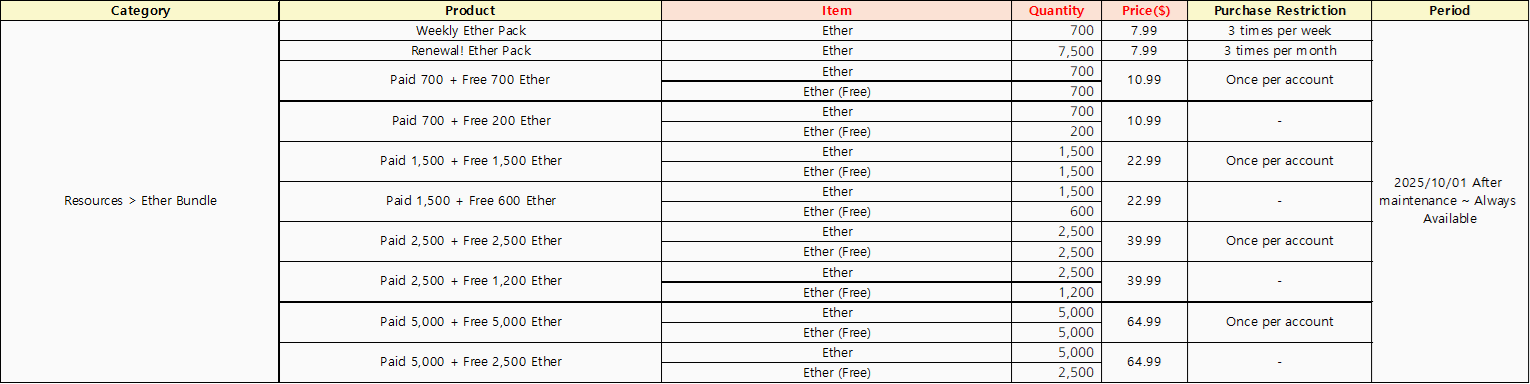 Category Product Item Quantity Price($) Purchase Restriction Period
Weekly Ether Pack Ether 700 7.99 3 times per week
Renewal! Ether Pack Ether 7,500 7.99 3 times per month
Paid 700 + Free 700 Ether Ether 700 10.99 Once per account
Ether (Free) 700
Paid 700 + Free 200 Ether Ether 700 10.99 -
Ether (Free) 200
Paid 1,500 + Free 1,500 Ether Ether 1,500 22.99 Once per account
Ether (Free) 1,500
Resources > Ether Bundle
Paid 1,500 + Free 600 Ether Ether 1,500 22.99 -
Ether (Free) 600
2025/10/01 After
maintenance ~ Always
Available
Paid 2,500 + Free 2,500 Ether Ether 2,500 39.99 Once per account
Ether (Free) 2,500
Paid 2,500 + Free 1,200 Ether Ether 2,500 39.99 -
Ether (Free) 1,200
Paid 5,000 + Free 5,000 Ether Ether 5,000 64.99 Once per account
Ether (Free) 5,000
Paid 5,000 + Free 2,500 Ether Ether 5,000 64.99 -
Ether (Free) 2,500